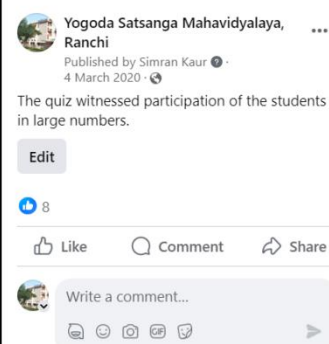 Yogoda Satsanga Mahavidyalaya,
Ranchi
Published by Simran Kaur ·
4 March 2020 ·
The quiz witnessed participation of the students
in large numbers.
Edit
8
Like Comment Share
Write a comment...
GIF